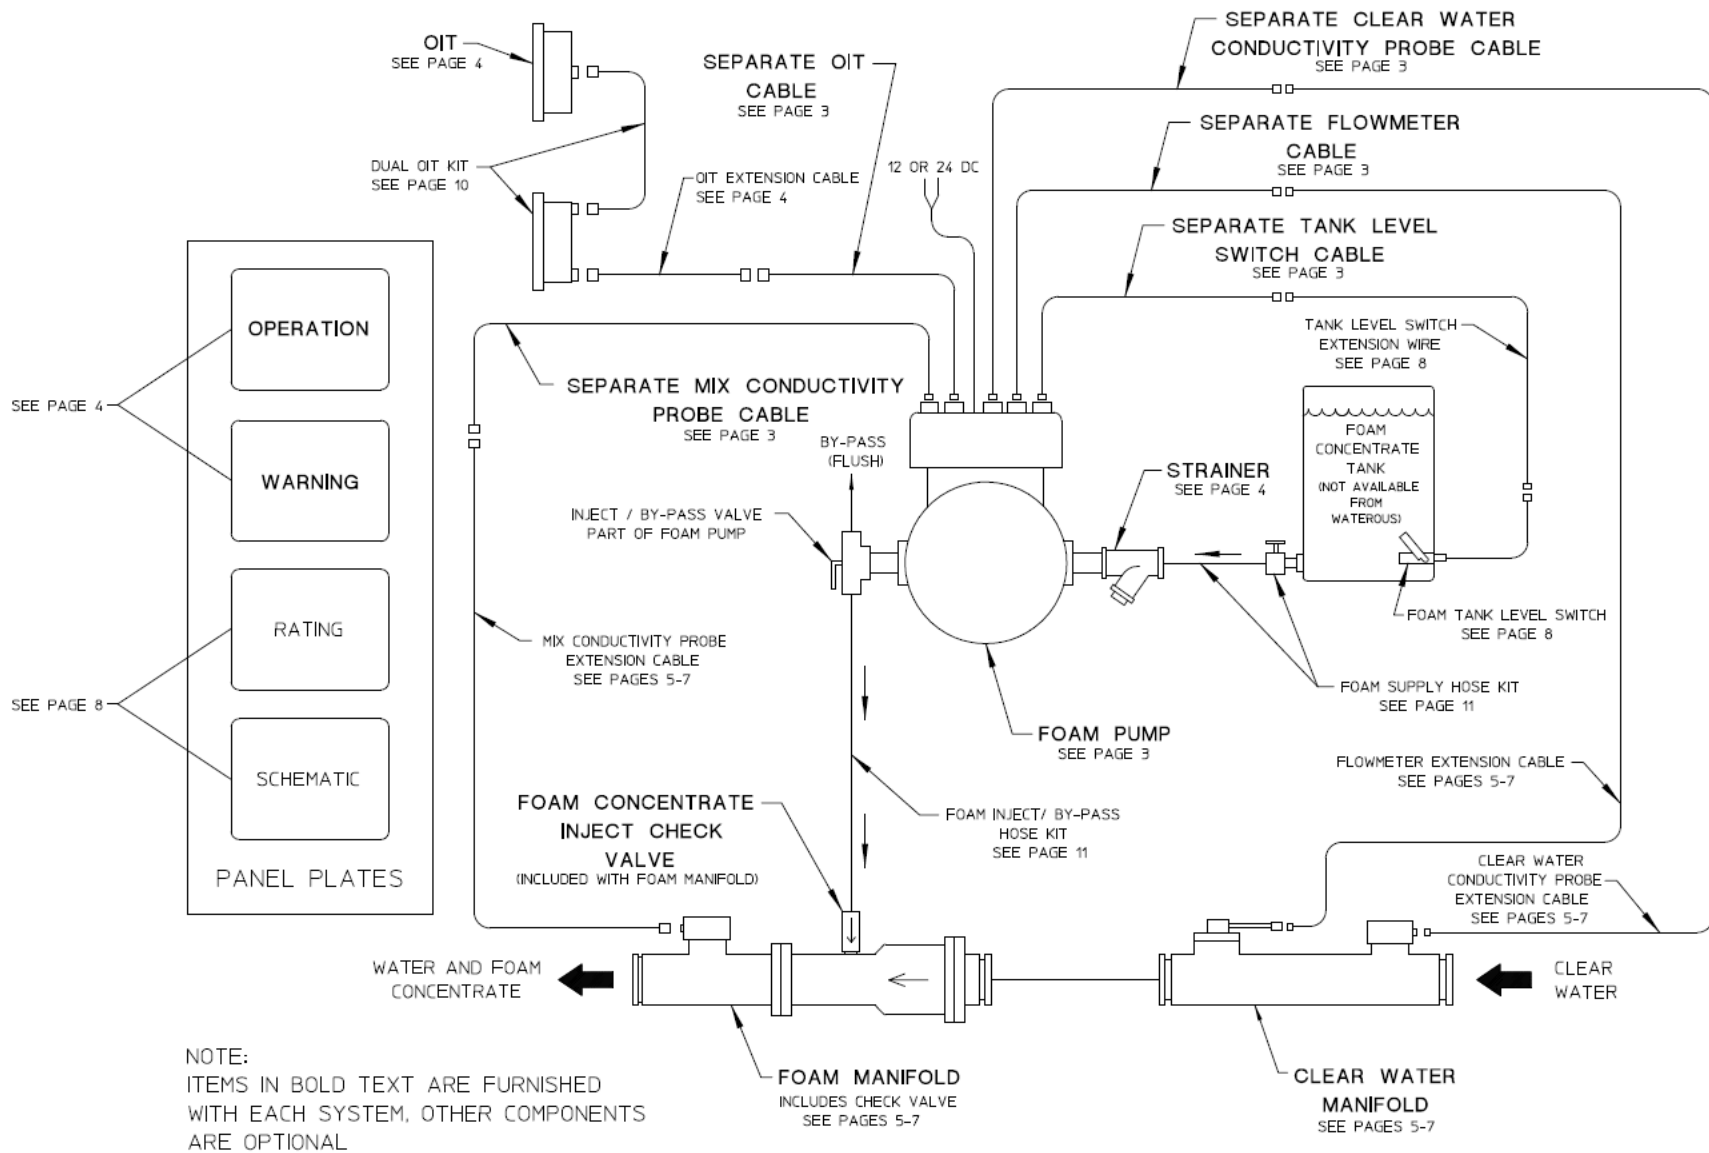 OIT
SEE PAGE 4
SEPARATE OIT
CABLE
SEE PAGE 3
SEPARATE CLEAR WATER
CONDUCTIVITY PROBE CABLE
SEE PAGE 3
SEPARATE FLOWMETER
CABLE
SEE PAGE 3
DUAL OIT KIT
SEE PAGE 10
OIT EXTENSION CABLE
SEE PAGE 4
12 OR 24 DC
SEPARATE TANK LEVEL
SWITCH CABLE
SEE PAGE 3
OPERATION
WARNING
RATING
SCHEMATIC
PANEL PLATES
SEE PAGE 4
SEE PAGE 8
SEPARATE MIX CONDUCTIVITY
PROBE CABLE
SEE PAGE 3
TANK LEVEL SWITCH
EXTENSION WIRE
SEE PAGE 8
BY-PASS
(FLUSH)
STRAINER
SEE PAGE 4
FOAM
CONCENTRATE
TANK
(NOT AVAILABLE
FROM
WATEROUS)
INJECT / BY-PASS VALVE
PART OF FOAM PUMP
FOAM TANK LEVEL SWITCH
SEE PAGE 8
MIX CONDUCTIVITY PROBE
EXTENSION CABLE
SEE PAGES 5-7
FOAM SUPPLY HOSE KIT
SEE PAGE 11
FOAM PUMP
SEE PAGE 3
FLOWMETER EXTENSION CABLE
SEE PAGES 5-7
FOAM CONCENTRATE
INJECT CHECK
VALVE
(INCLUDED WITH FOAM MANIFOLD)
FOAM INJECT/ BY-PASS
HOSE KIT
SEE PAGE 11
CLEAR WATER
CONDUCTIVITY PROBE
EXTENSION CABLE
SEE PAGES 5-7
WATER AND FOAM
CONCENTRATE
CLEAR
WATER
FOAM MANIFOLD
INCLUDES CHECK VALVE
SEE PAGES 5-7
CLEAR WATER
MANIFOLD
SEE PAGES 5-7
NOTE:
ITEMS IN BOLD TEXT ARE FURNISHED
WITH EACH SYSTEM, OTHER COMPONENTS
ARE OPTIONAL